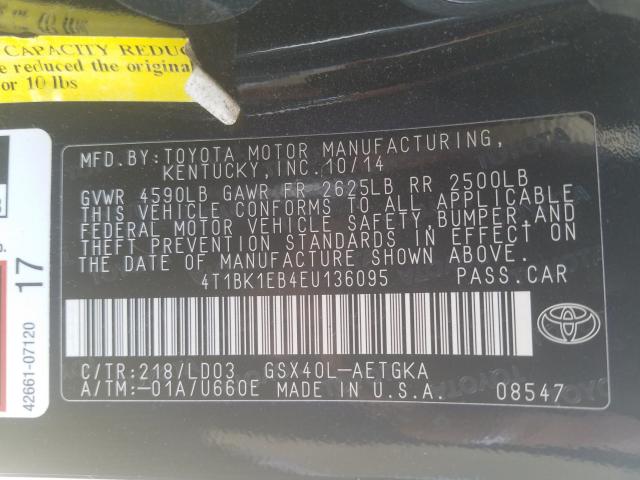 CAPACITY REDUC
e reduced the original
or 10 lbs
MFD.BY:TOYOTA MOTOR MANUFACTURING,
KENTUCKY,INC.10/14
GVWR 4590LB GAWR FR 2625LB RR 2500LB
THIS VEHICLE CONFORMS TO ALL APPLICABLE
FEDERAL MOTOR VEHICLE SAFETY,BUMPER,AND
THEFT PREVENTION STANDARDS IN EFFECT ON
THE DATE OF MANUFACTURE SHOWN ABOVE.
4T1BK1EB4EU136095 PASS.CAR
C/TR:218/LD03 GSX40L-AETGKA
A/TM:-01A/U660E MADE IN U.S.A. 08547
TOYOTA
17
42661-07120